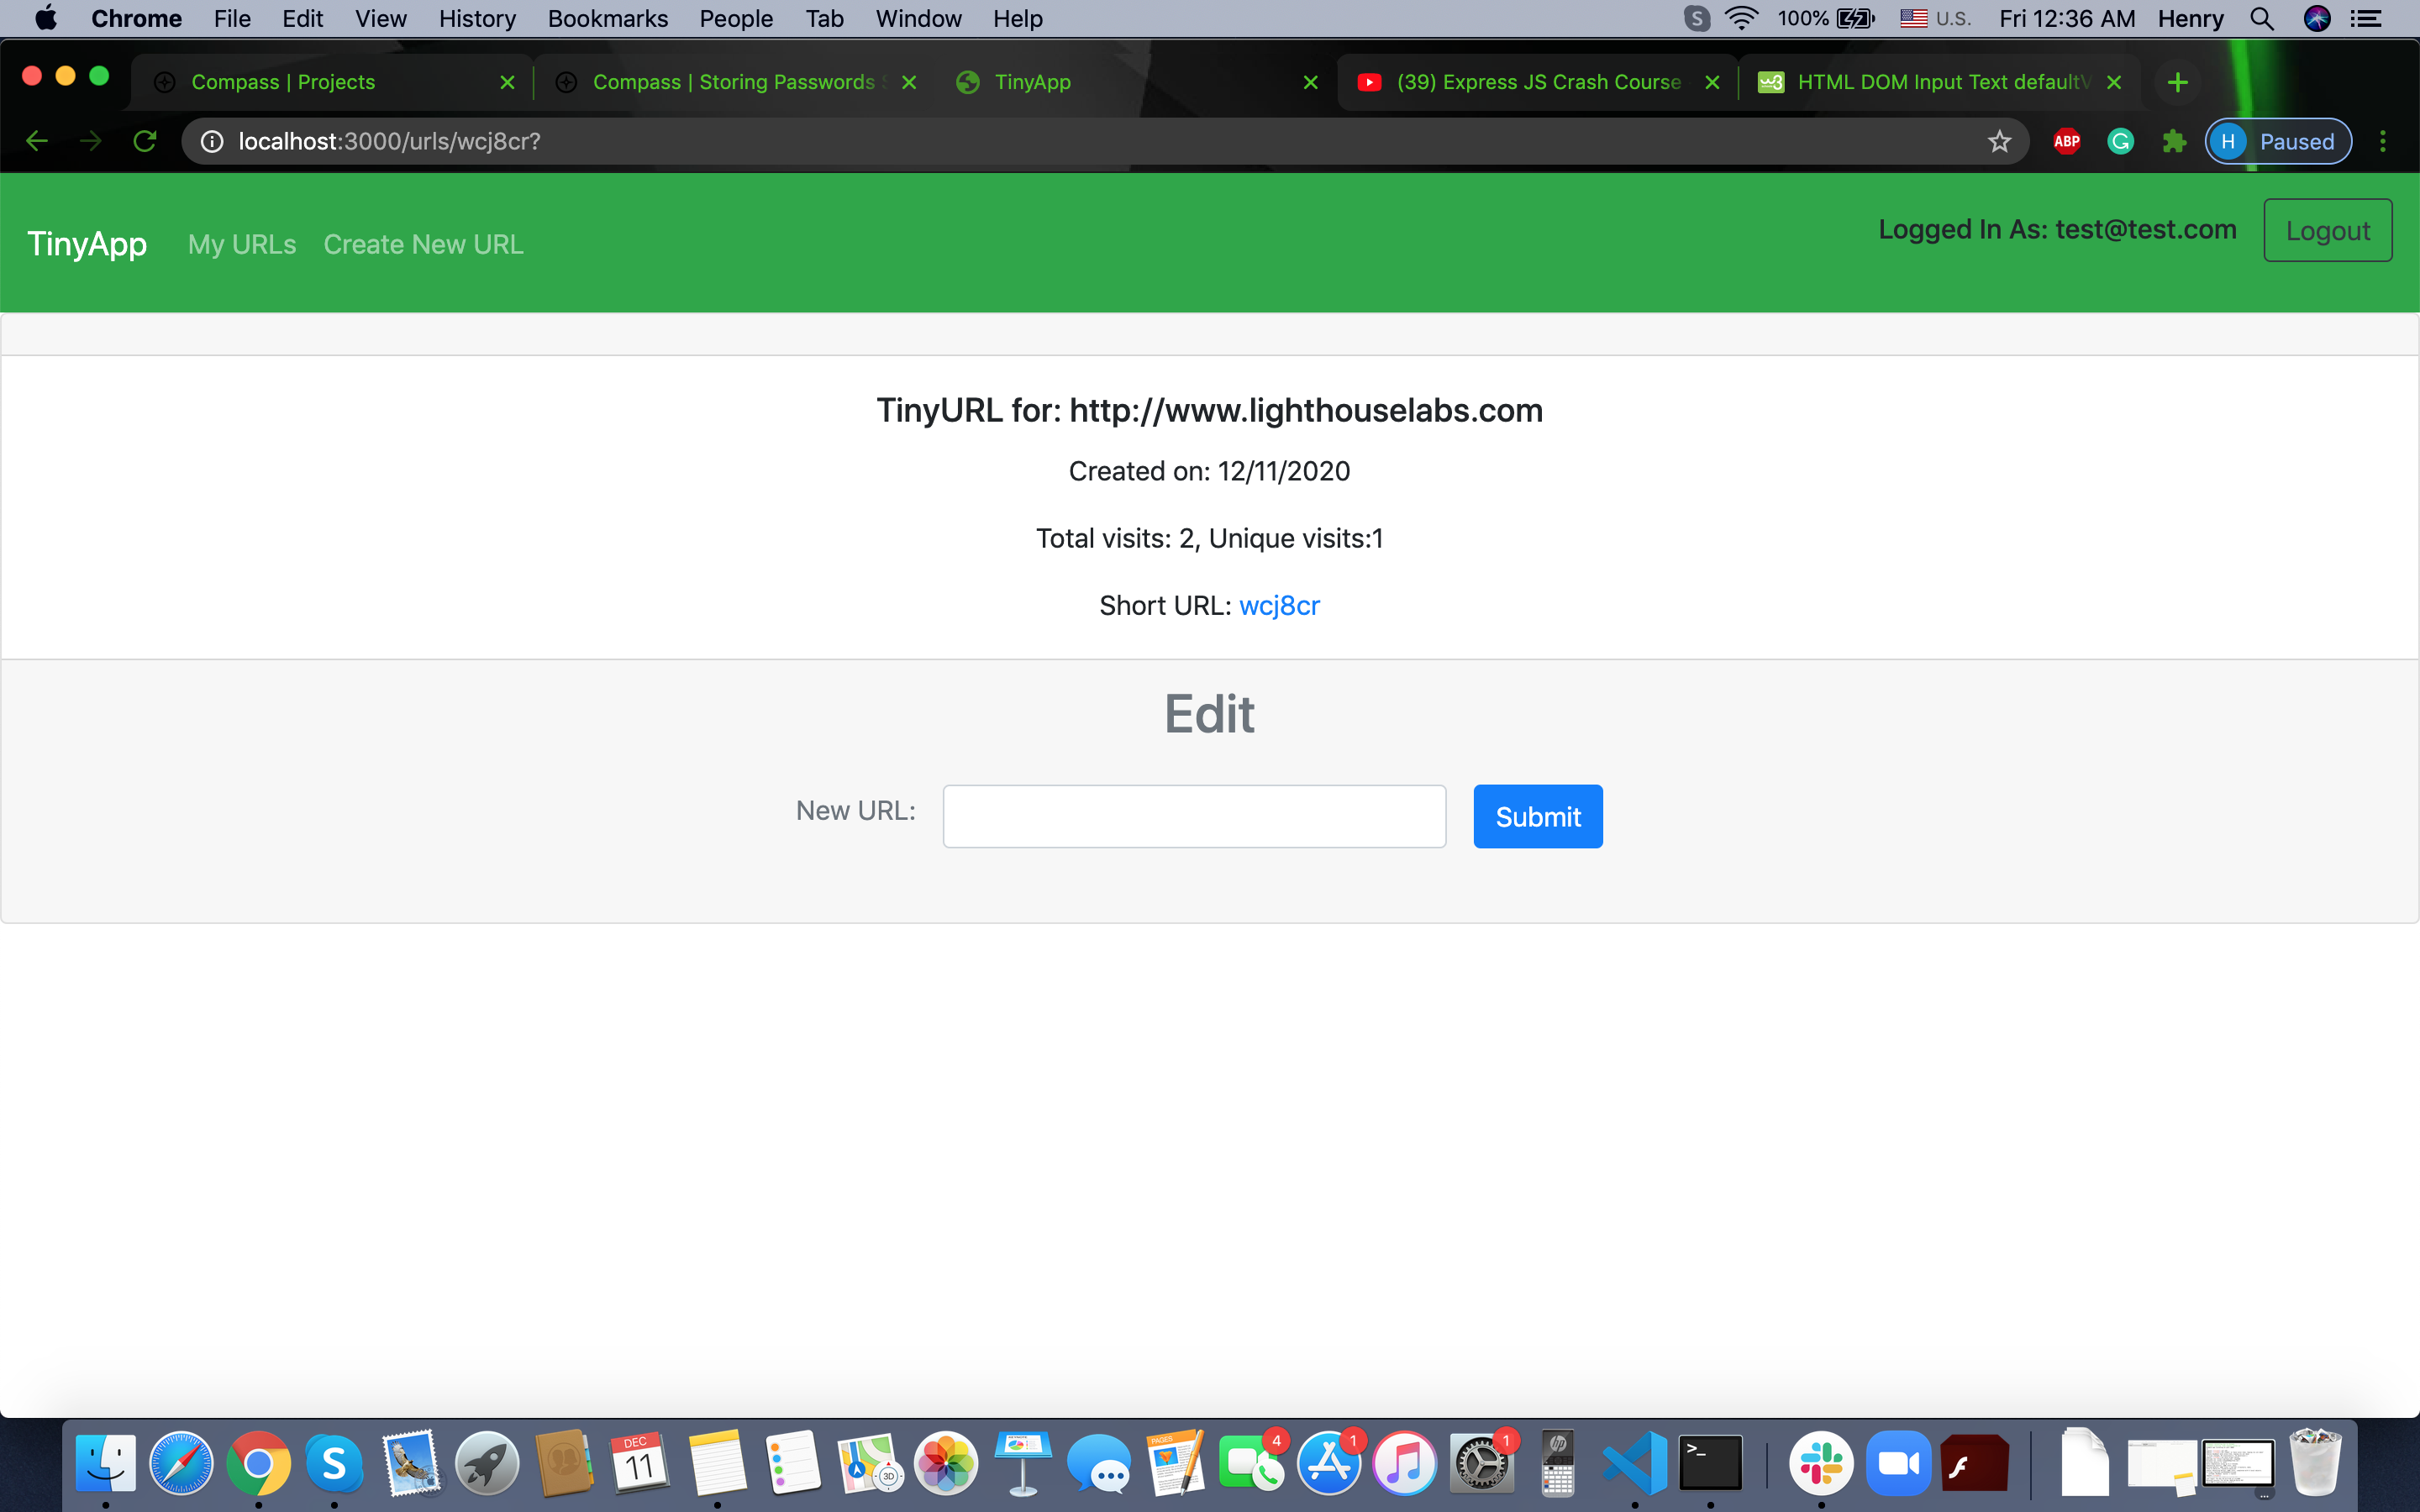 Chrome File Edit View History Bookmarks People Tab Window Help S 100% U.S. Fri 12:36 AM Henry
Compass | Projects Compass | Storing Passwords TinyApp (39) Express JS Crash Course w3 HTML DOM Input Text defaultV
localhost:3000/urls/wcj8cr? ABP G H Paused
TinyApp My URLs Create New URL Logged In As: test@test.com Logout
TinyURL for: http://www.lighthouselabs.com
Created on: 12/11/2020
Total visits: 2, Unique visits:1
Short URL: wcj8cr
Edit
New URL: Submit
S DEC 11 3D PAGES 4 1 1 hp >_